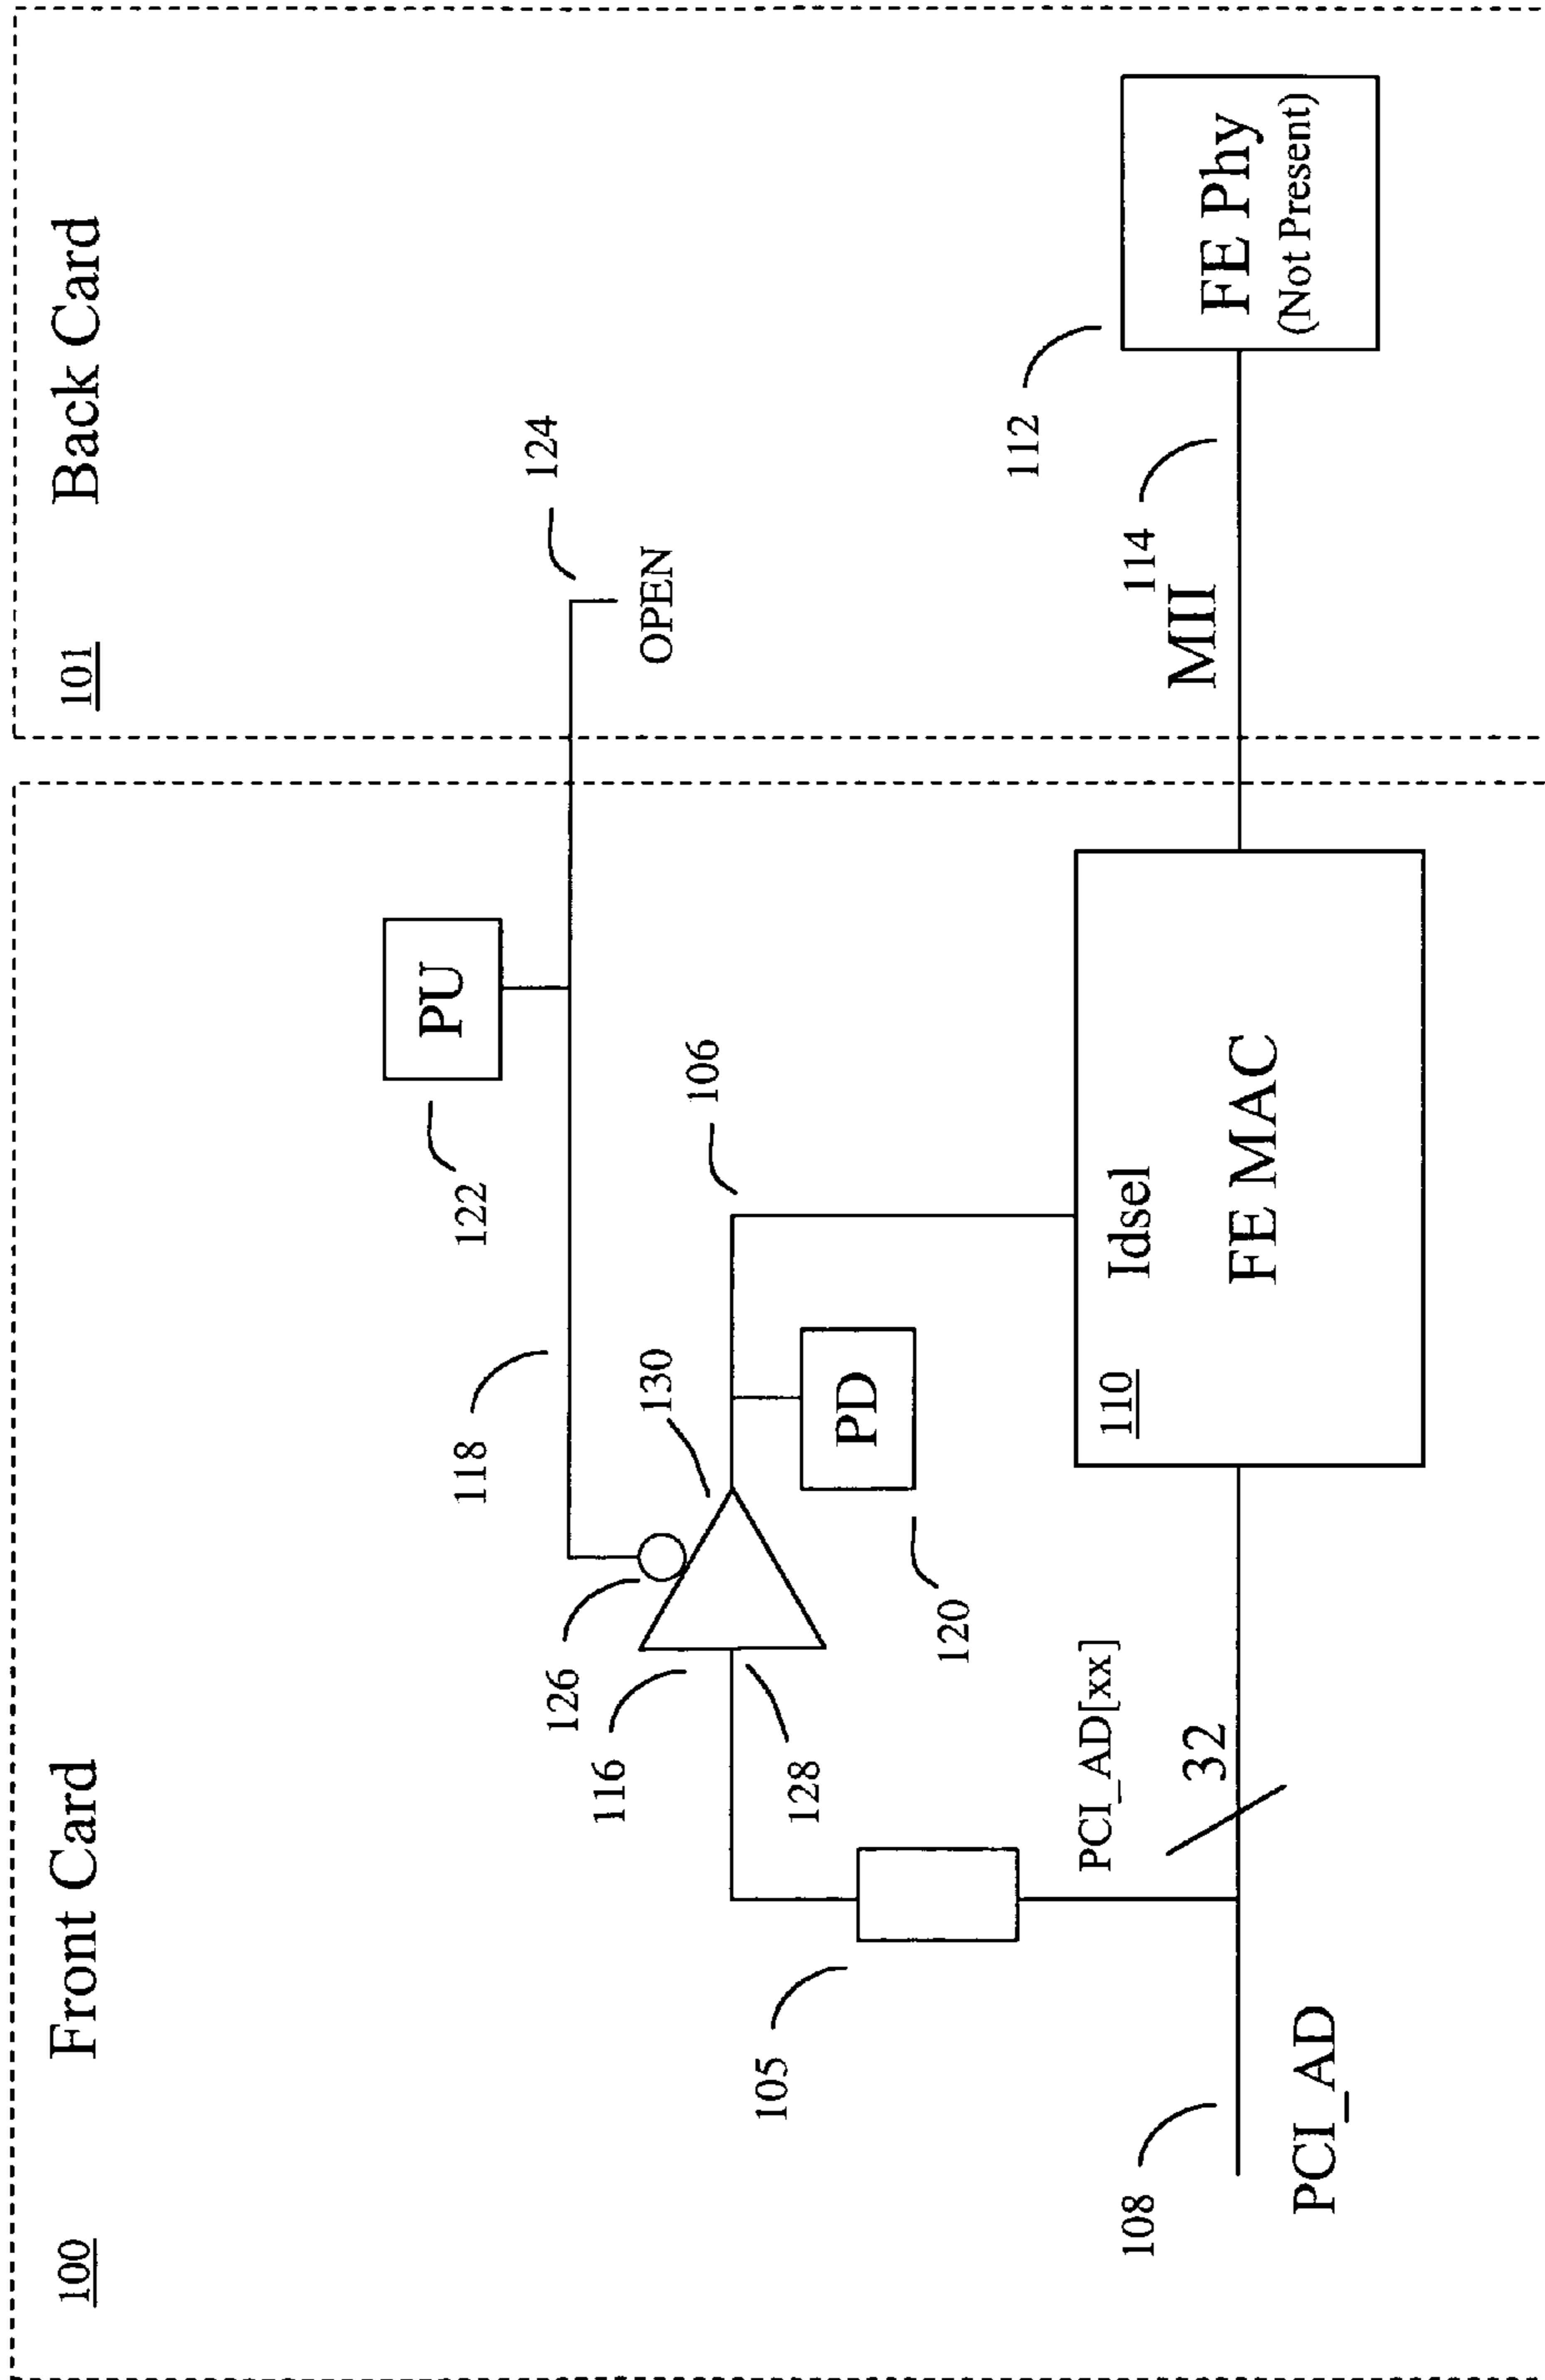 100
Front Card
101
Back Card
PU
122
124
OPEN
118
106
126
130
116
128
PD
120
105
PCI_AD[xx]
32
108
PCI_AD
110
Idsel
FE MAC
112
114
MII
FE Phy
(Not Present)